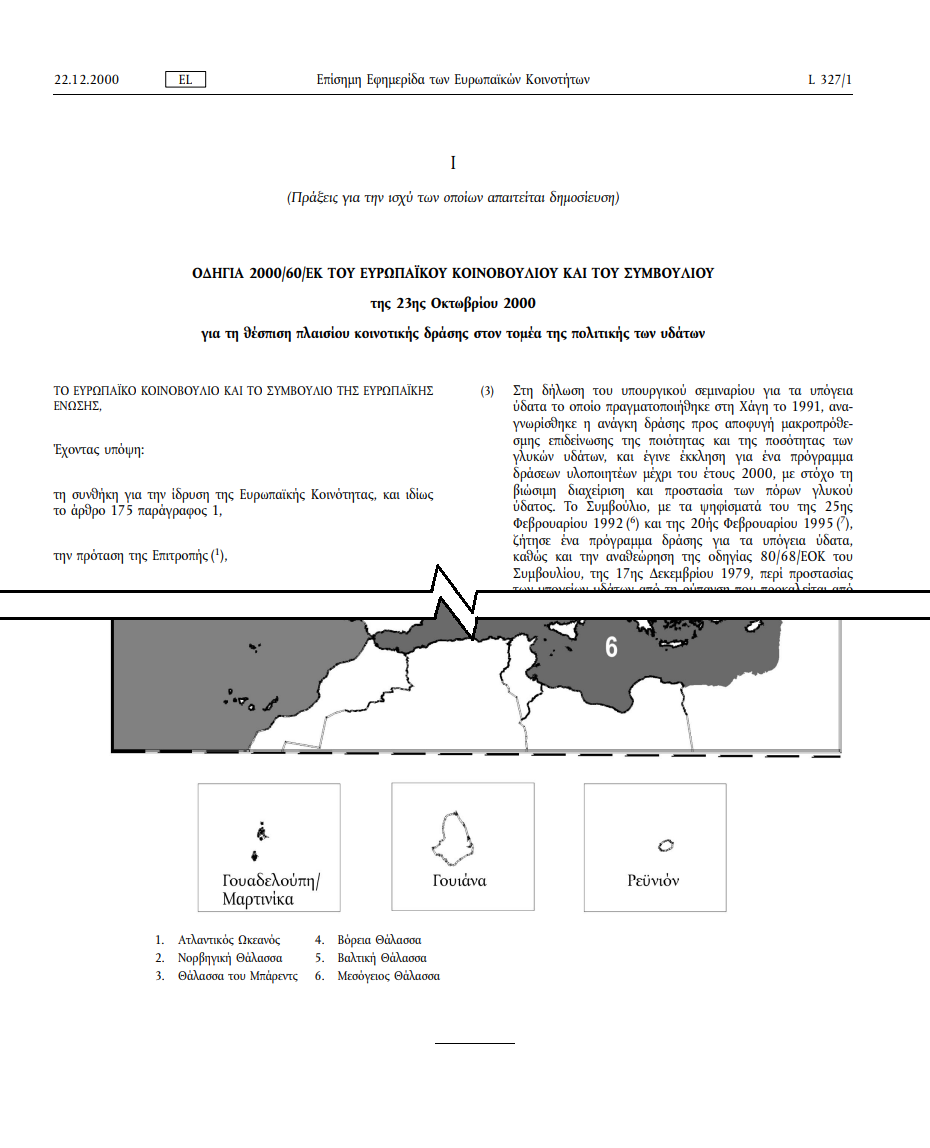 22.12.2000 EL Επίσημη Εφημερίδα των Ευρωπαϊκών Κοινοτήτων L 327/1
I
(Πράξεις για την ισχύ των οποίων απαιτείται δημοσίευση)
ΟΔΗΓΙΑ 2000/60/ΕΚ ΤΟΥ ΕΥΡΩΠΑΪΚΟΥ ΚΟΙΝΟΒΟΥΛΙΟΥ ΚΑΙ ΤΟΥ ΣΥΜΒΟΥΛΙΟΥ
της 23ης Οκτωβρίου 2000
για τη θέσπιση πλαισίου κοινοτικής δράσης στον τομέα της πολιτικής των υδάτων
ΤΟ ΕΥΡΩΠΑΪΚΟ ΚΟΙΝΟΒΟΥΛΙΟ ΚΑΙ ΤΟ ΣΥΜΒΟΥΛΙΟ ΤΗΣ ΕΥΡΩΠΑΪΚΗΣ
ΕΝΩΣΗΣ,
Έχοντας υπόψη:
τη συνθήκη για την ίδρυση της Ευρωπαϊκής Κοινότητας, και ιδίως
το άρθρο 175 παράγραφος 1,
την πρόταση της Επιτροπής (1),
(3) Στη δήλωση του υπουργικού σεμιναρίου για τα υπόγεια
ύδατα το οποίο πραγματοποιήθηκε στη Χάγη το 1991, ανα-
γνωρίσθηκε η ανάγκη δράσης προς αποφυγή μακροπρόθε-
σμης επιδείνωσης της ποιότητας και της ποσότητας των
γλυκών υδάτων, και έγινε έκκληση για ένα πρόγραμμα
δράσεων υλοποιητέων μέχρι του έτους 2000, με στόχο τη
βιώσιμη διαχείριση και προστασία των πόρων γλυκού
ύδατος. Το Συμβούλιο, με τα ψηφίσματά του της 25ης
Φεβρουαρίου 1992 (6) και της 20ής Φεβρουαρίου 1995 (7),
ζήτησε ένα πρόγραμμα δράσης για τα υπόγεια ύδατα,
καθώς και την αναθεώρηση της οδηγίας 80/68/ΕΟΚ του
Συμβουλίου, της 17ης Δεκεμβρίου 1979, περί προστασίας
των υπογείων υδάτων από τη ρύπανση που προκαλείται από
6
Γουαδελούπη/
Μαρτινίκα
Γουιάνα
Ρεϋνιόν
1. Ατλαντικός Ωκεανός
2. Νορβηγική Θάλασσα
3. Θάλασσα του Μπάρεντς
4. Βόρεια Θάλασσα
5. Βαλτική Θάλασσα
6. Μεσόγειος Θάλασσα